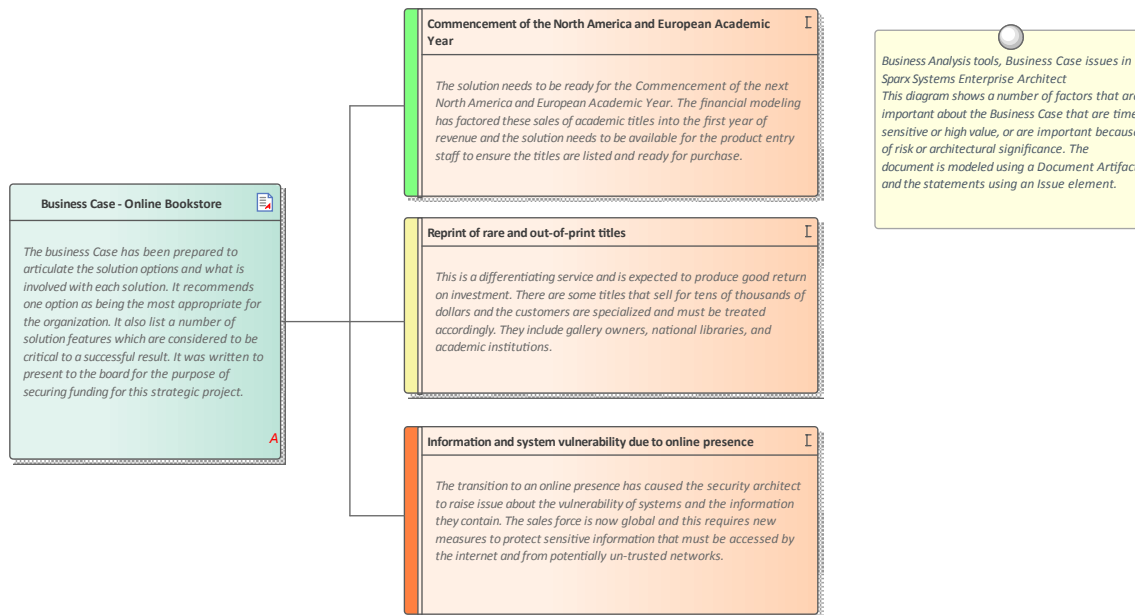 Business Case - Online Bookstore
The business Case has been prepared to
articulate the solution options and what is
involved with each solution. It recommends
one option as being the most appropriate for
the organization. It also list a number of
solution features which are considered to be
critical to a successful result. It was written to
present to the board for the purpose of
securing funding for this strategic project.
A
Commencement of the North America and European Academic
Year
I
The solution needs to be ready for the Commencement of the next
North America and European Academic Year. The financial modeling
has factored these sales of academic titles into the first year of
revenue and the solution needs to be available for the product entry
staff to ensure the titles are listed and ready for purchase.
Reprint of rare and out-of-print titles
I
This is a differentiating service and is expected to produce good return
on investment. There are some titles that sell for tens of thousands of
dollars and the customers are specialized and must be treated
accordingly. They include gallery owners, national libraries, and
academic institutions.
Information and system vulnerability due to online presence
I
The transition to an online presence has caused the security architect
to raise issue about the vulnerability of systems and the information
they contain. The sales force is now global and this requires new
measures to protect sensitive information that must be accessed by
the internet and from potentially un-trusted networks.
Business Analysis tools, Business Case issues in
Sparx Systems Enterprise Architect
This diagram shows a number of factors that are
important about the Business Case that are time
sensitive or high value, or are important because
of risk or architectural significance. The
document is modeled using a Document Artifact
and the statements using an Issue element.